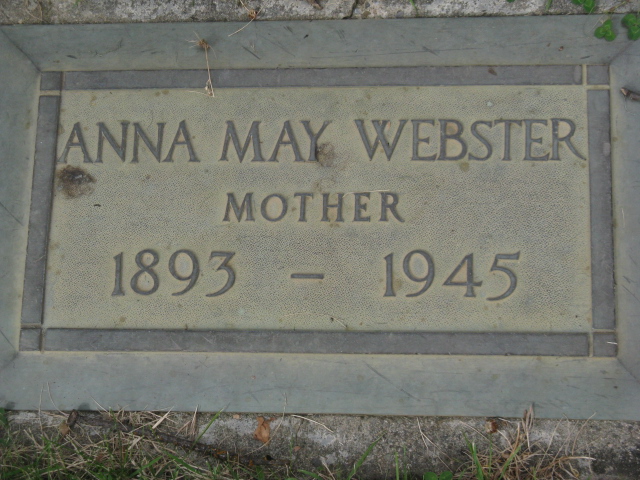 ANNA MAY WEBSTER
MOTHER
1893 – 1945